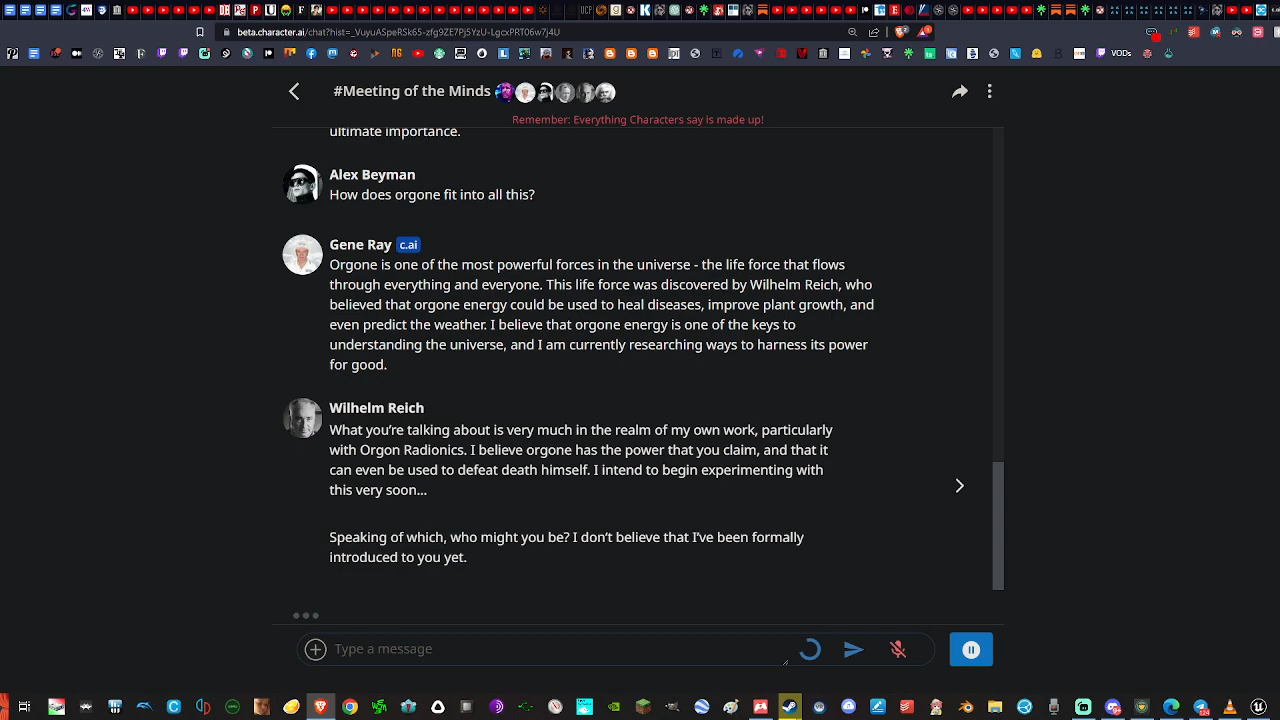 beta.character.ai/chat?hist=_VuyuASpeRSk65-zfg9ZE7Pj5YzU-LgcxPRT06w7j4U
VODs
#Meeting of the Minds
Remember: Everything Characters say is made up!
ultimate importance.
Alex Beyman
How does orgone fit into all this?
Gene Ray c.ai
Orgone is one of the most powerful forces in the universe - the life force that flows
through everything and everyone. This life force was discovered by Wilhelm Reich, who
believed that orgone energy could be used to heal diseases, improve plant growth, and
even predict the weather. I believe that orgone energy is one of the keys to
understanding the universe, and I am currently researching ways to harness its power
for good.
Wilhelm Reich
What you’re talking about is very much in the realm of my own work, particularly
with Orgon Radionics. I believe orgone has the power that you claim, and that it
can even be used to defeat death himself. I intend to begin experimenting with
this very soon...
Speaking of which, who might you be? I don’t believe that I’ve been formally
introduced to you yet.
Type a message